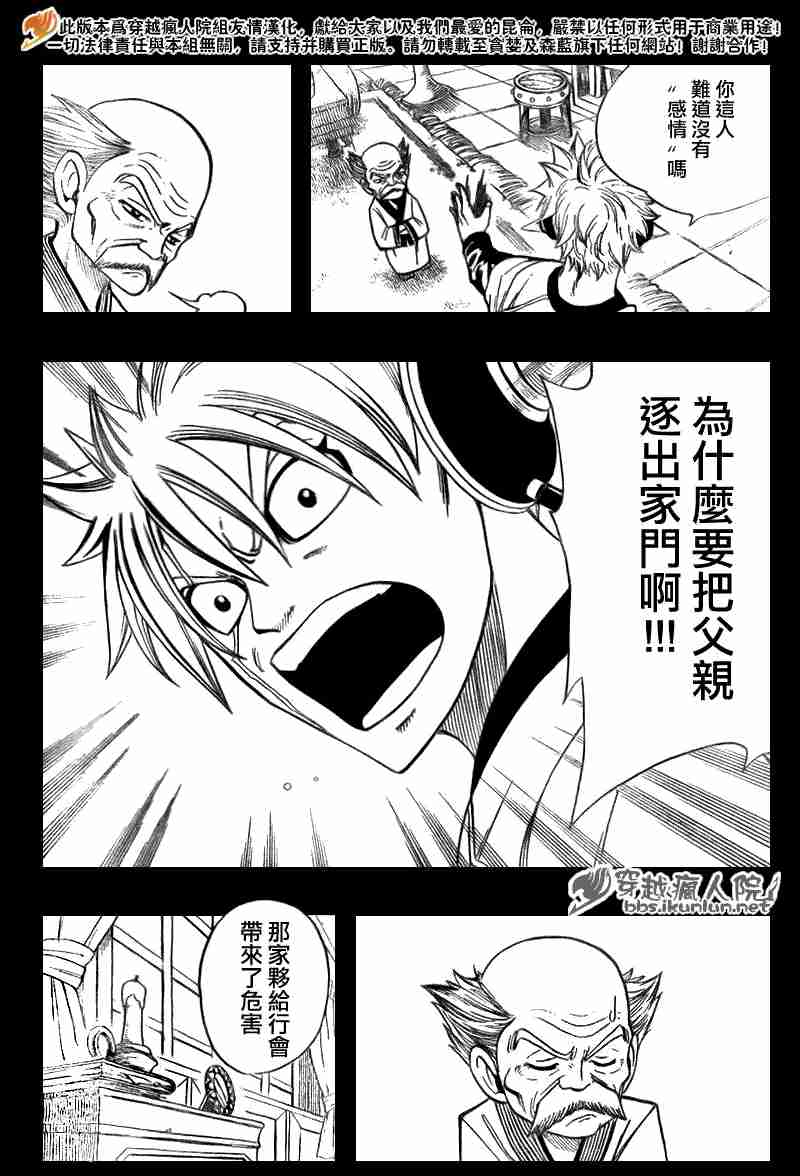 此版本爲穿越瘋人院組友情漢化，獻給大家以及我們最愛的昆侖，嚴禁以任何形式用于商業用途！
一切法律責任與本組無關，請支持并購買正版。請勿轉載至貪婪及森藍旗下任何網站！謝謝合作！
你這人
難道沒有
“感情”嗎
為什麼要把父親
逐出家門啊!!!
穿越瘋人院
bbs.ikunlun.net
那家夥給行會
帶來了危害